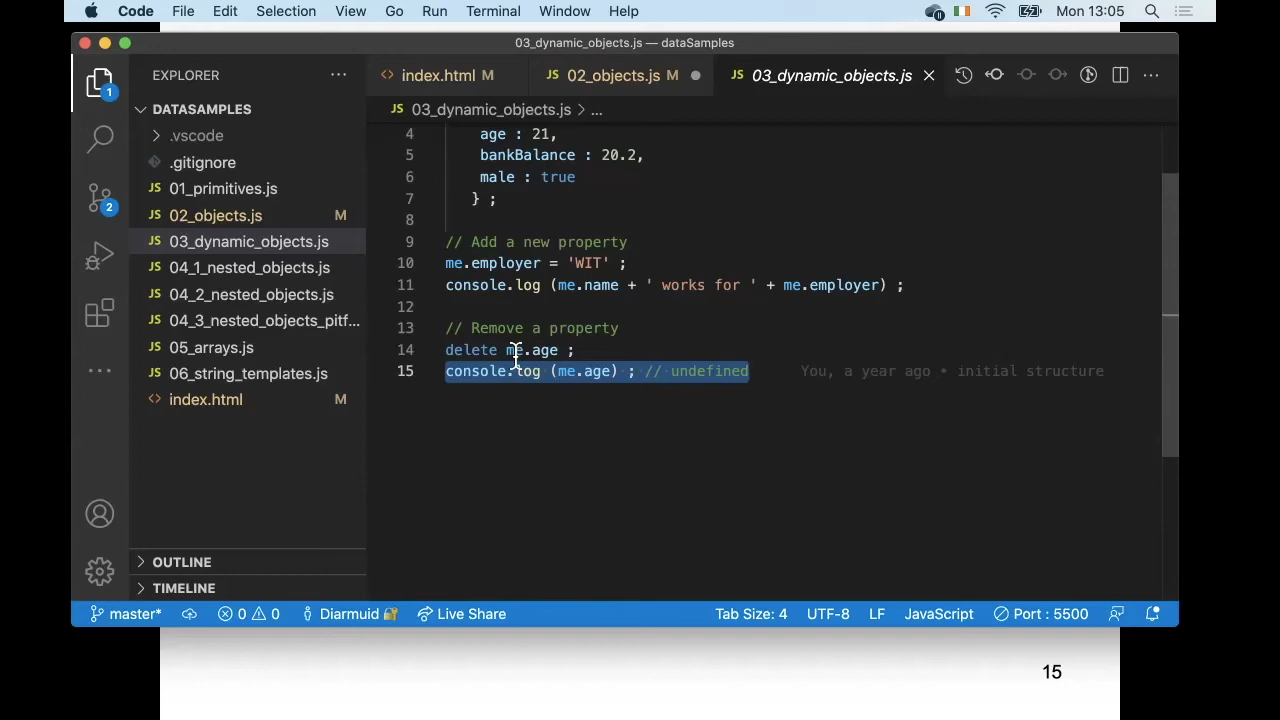 Code File Edit Selection View Go Run Terminal Window Help Mon 13:05
03_dynamic_objects.js — dataSamples
EXPLORER
index.html M
02_objects.js M
03_dynamic_objects.js
1
DATASAMPLES
03_dynamic_objects.js > ...
.vscode
.gitignore
01_primitives.js
02_objects.js M
03_dynamic_objects.js
04_1_nested_objects.js
04_2_nested_objects.js
04_3_nested_objects_pitf...
05_arrays.js
06_string_templates.js
index.html M
2
4 age : 21,
5 bankBalance : 20.2,
6 male : true
7 } ;
8
9 // Add a new property
10 me.employer = 'WIT' ;
11 console.log (me.name + ' works for ' + me.employer) ;
12
13 // Remove a property
14 delete me.age ;
15 console.log (me.age) ; // undefined You, a year ago • initial structure
OUTLINE
TIMELINE
master* 0 0 Diarmuid Live Share Tab Size: 4 UTF-8 LF JavaScript Port : 5500
15